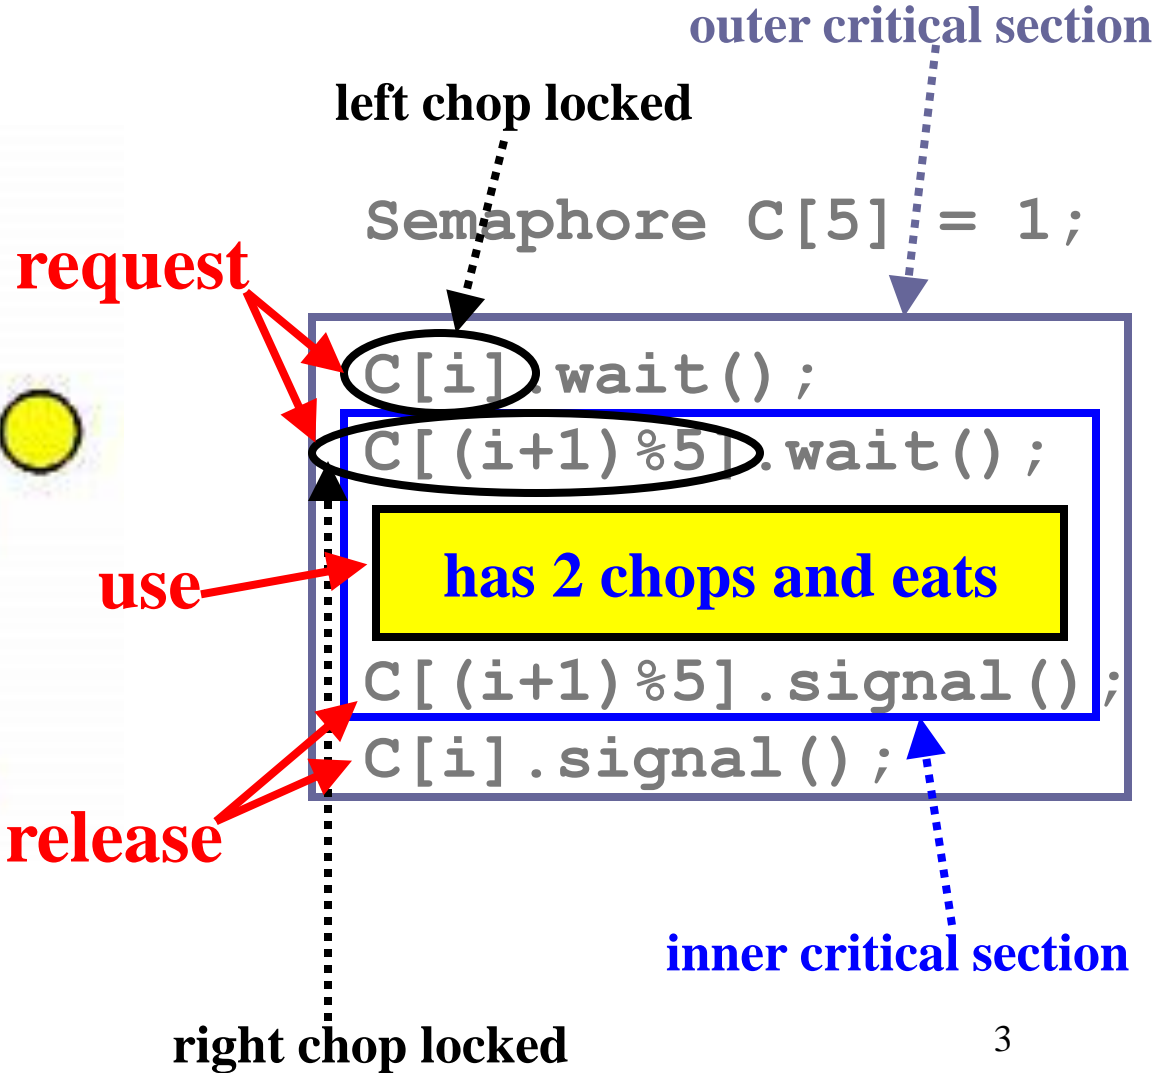 outer critical section
left chop locked
Semaphore C[5] = 1;
request
C[i].wait();
C[(i+1)%5].wait();
use
has 2 chops and eats
C[(i+1)%5].signal();
C[i].signal();
release
inner critical section
right chop locked
3